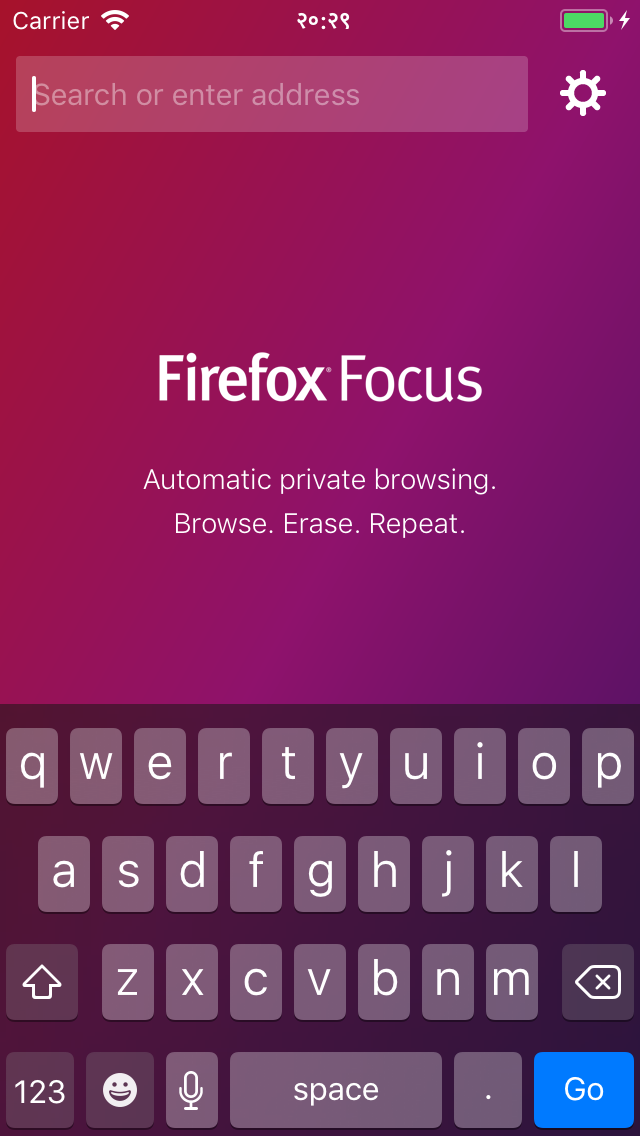 Carrier २०:२९
Search or enter address
Firefox® Focus
Automatic private browsing.
Browse. Erase. Repeat.
q w e r t y u i o p
a s d f g h j k l
z x c v b n m
123 space . Go